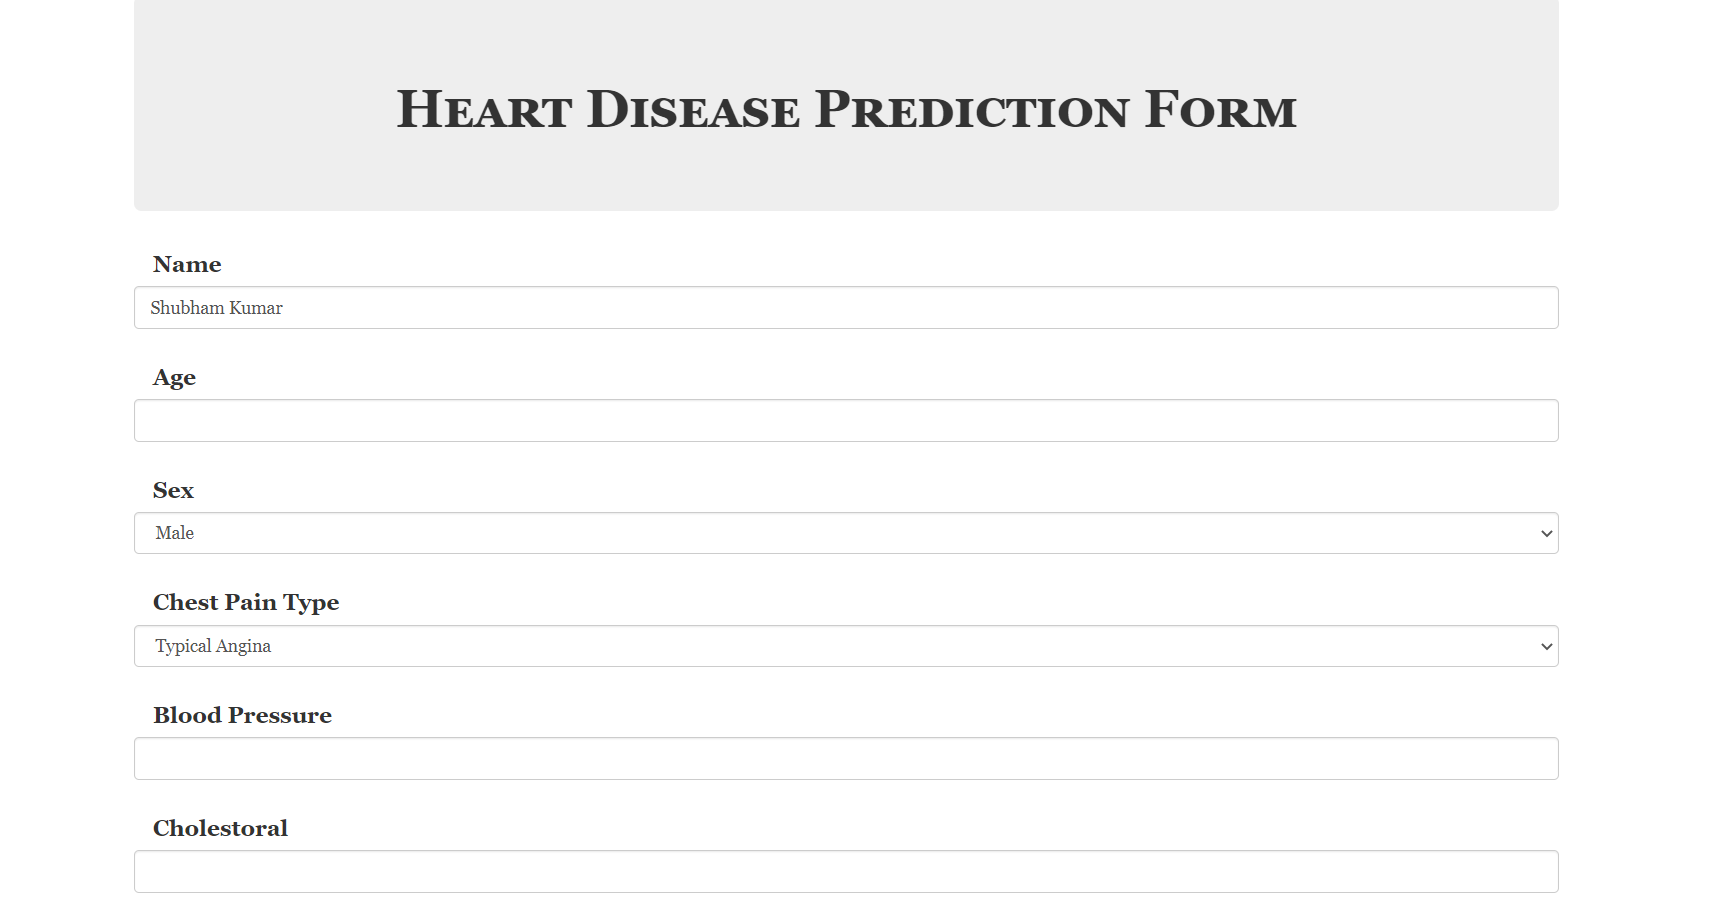 Heart Disease Prediction Form
Name
Shubham Kumar
Age
Sex
Male
Chest Pain Type
Typical Angina
Blood Pressure
Cholestoral